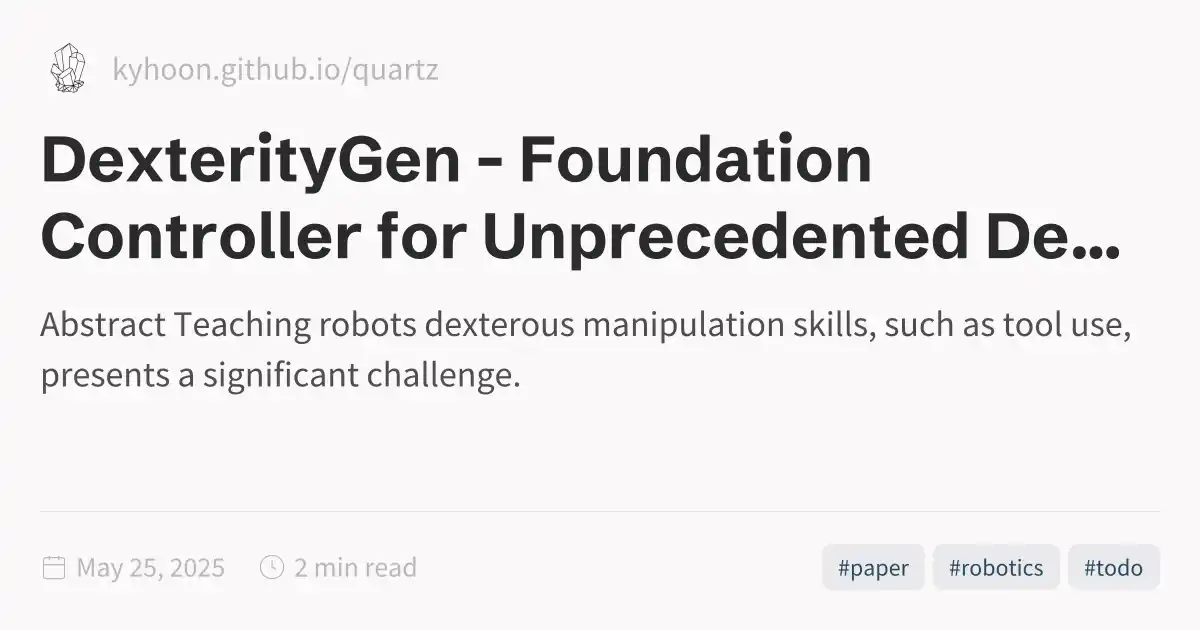 kyhoon.github.io/quartz
DexterityGen - Foundation
Controller for Unprecedented De...
Abstract Teaching robots dexterous manipulation skills, such as tool use,
presents a significant challenge.
May 25, 2025 2 min read #paper #robotics #todo